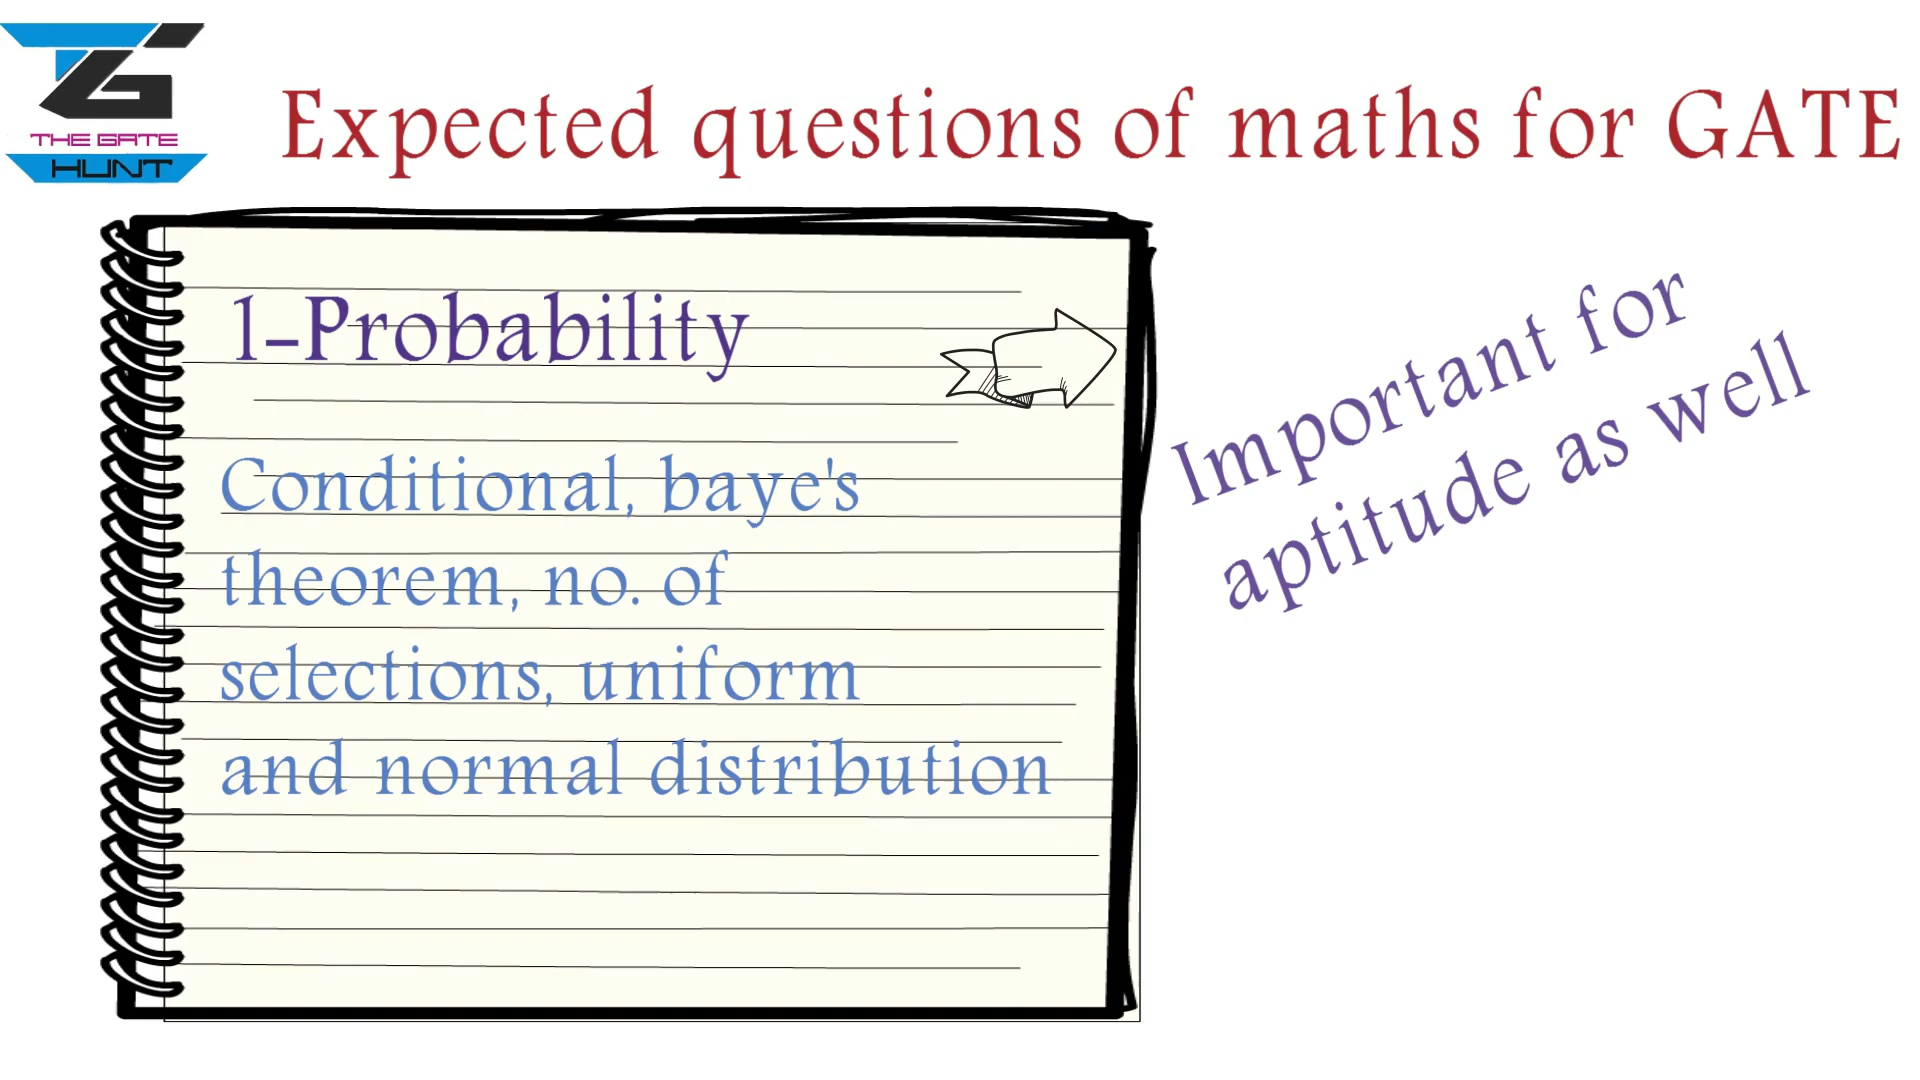 THE GATE
HUNT
Expected questions of maths for GATE
1-Probability
Conditional, baye's
theorem, no. of
selections, uniform
and normal distribution
Important for
aptitude as well